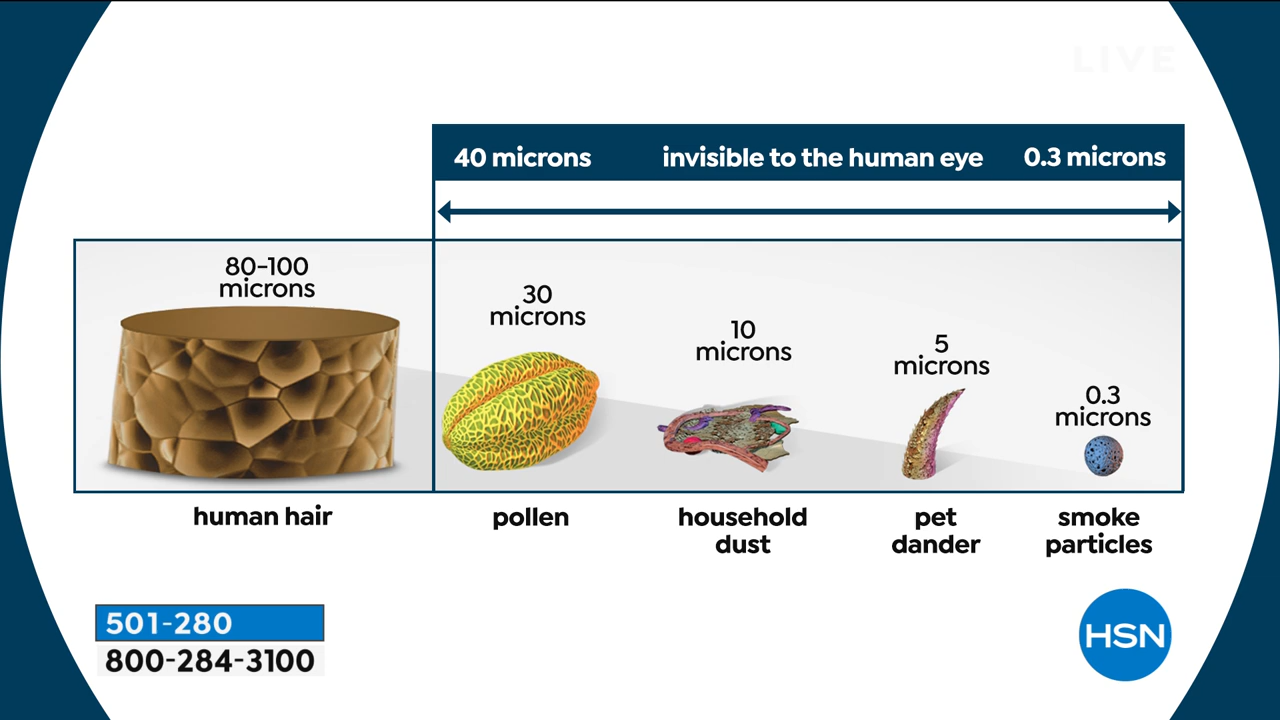 LIVE
40 microns invisible to the human eye 0.3 microns
80-100
microns
30
microns
10
microns
5
microns
0.3
microns
human hair
pollen
household
dust
pet
dander
smoke
particles
501-280
800-284-3100
HSN